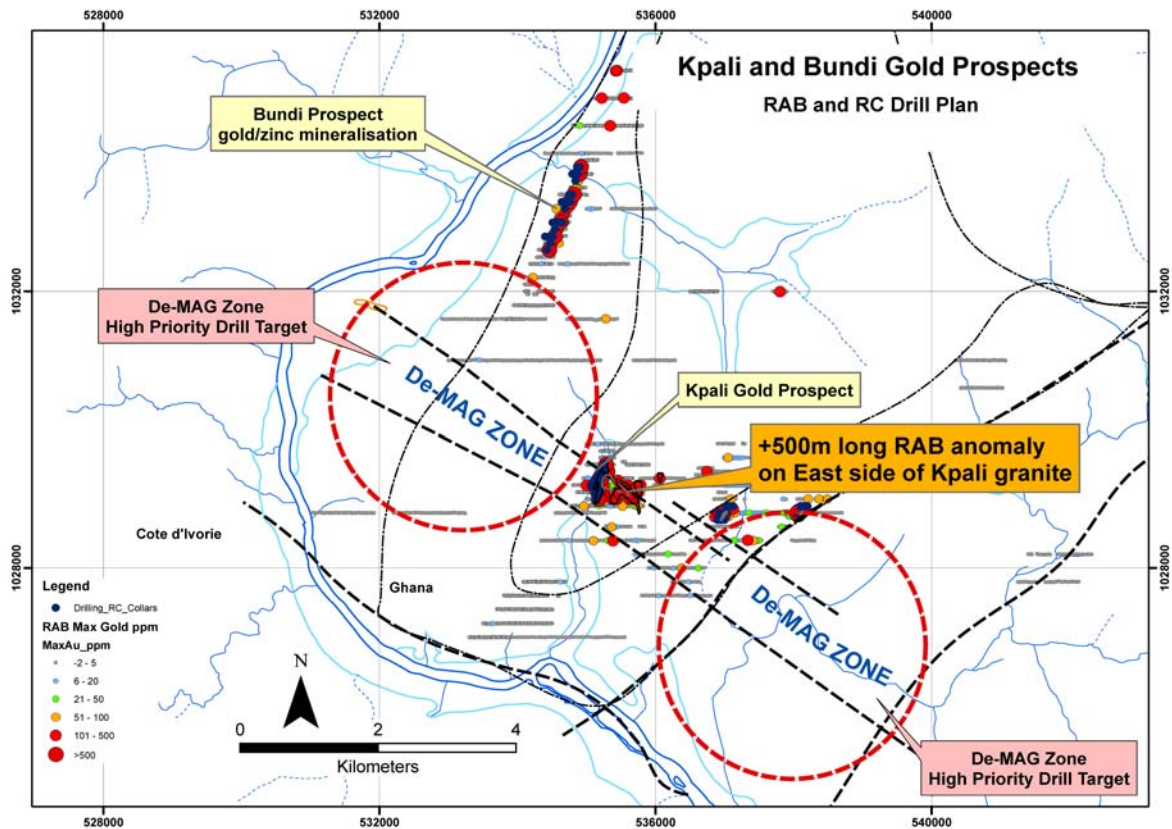 528000
532000
536000
540000
Kpali and Bundi Gold Prospects
RAB and RC Drill Plan
Bundi Prospect
gold/zinc mineralisation
1032000
1032000
De-MAG Zone
High Priority Drill Target
De-MAG ZONE
Kpali Gold Prospect
+500m long RAB anomaly
on East side of Kpali granite
Cote d'Ivorie
Ghana
1028000
1028000
De-MAG ZONE
Legend
Drilling_RC_Collars
RAB Max Gold ppm
MaxAu_ppm
-2 - 5
6 - 20
21 - 50
51 - 100
101 - 500
>500
N
0
2
4
Kilometers
De-MAG Zone
High Priority Drill Target
528000
532000
536000
540000